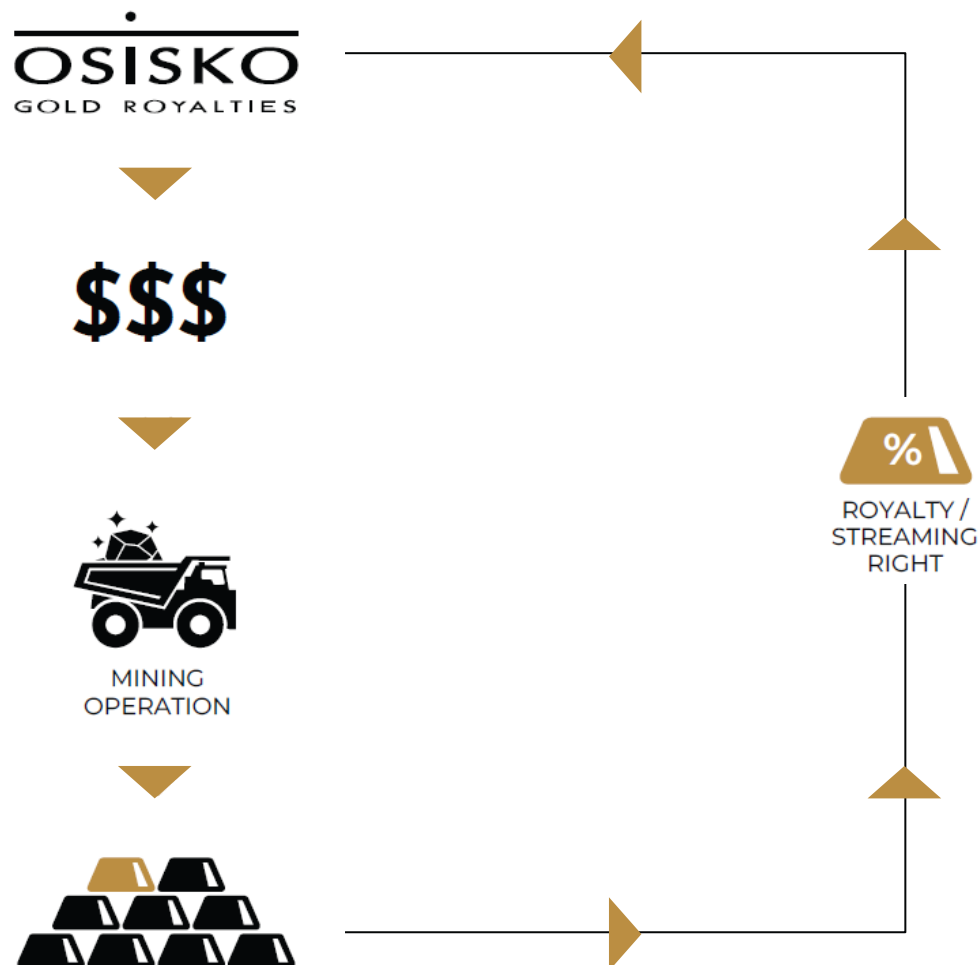 OSISKO
GOLD ROYALTIES
$$$
MINING
OPERATION
%
ROYALTY /
STREAMING
RIGHT